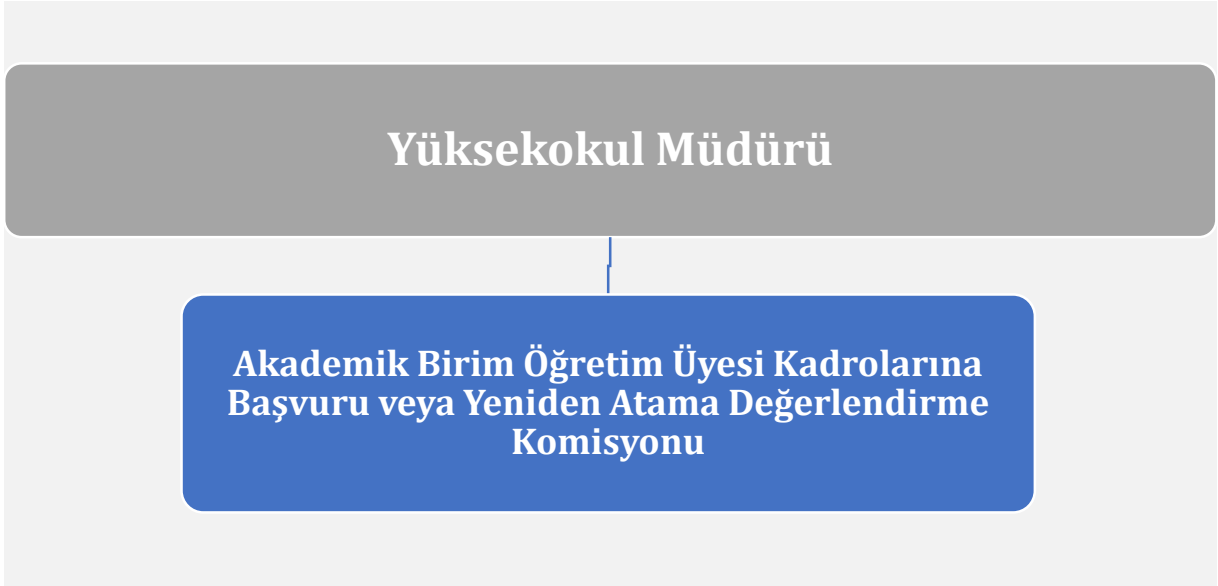 Yüksekokul Müdürü
Akademik Birim Öğretim Üyesi Kadrolarına
Başvuru veya Yeniden Atama Değerlendirme
Komisyonu